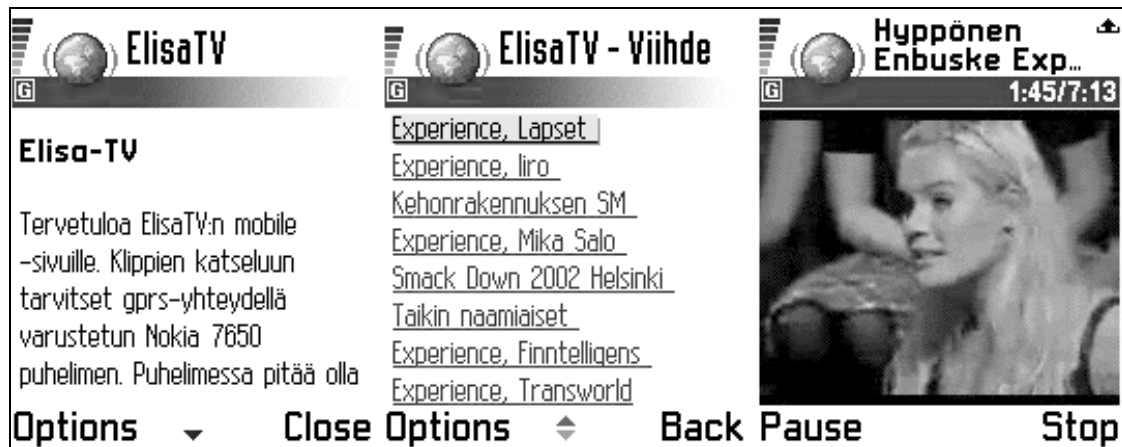 ElisaTV
G
Elisa-TV
Tervetuloa ElisaTV:n mobile
-sivuille. Klippien katseluun
tarvitset gprs-yhteydellä
varustetun Nokia 7650
puhelimen. Puhelimessa pitää olla
Options
Close
ElisaTV - Viihde
G
Experience, Lapset
Experience, Iiro
Kehonrakennuksen SM
Experience, Mika Salo
Smack Down 2002 Helsinki
Taikin naamiaiset
Experience, Finntelligens
Experience, Transworld
Options
Back
Hyppönen
Enbuske Exp...
G
1:45/7:13
Pause
Stop